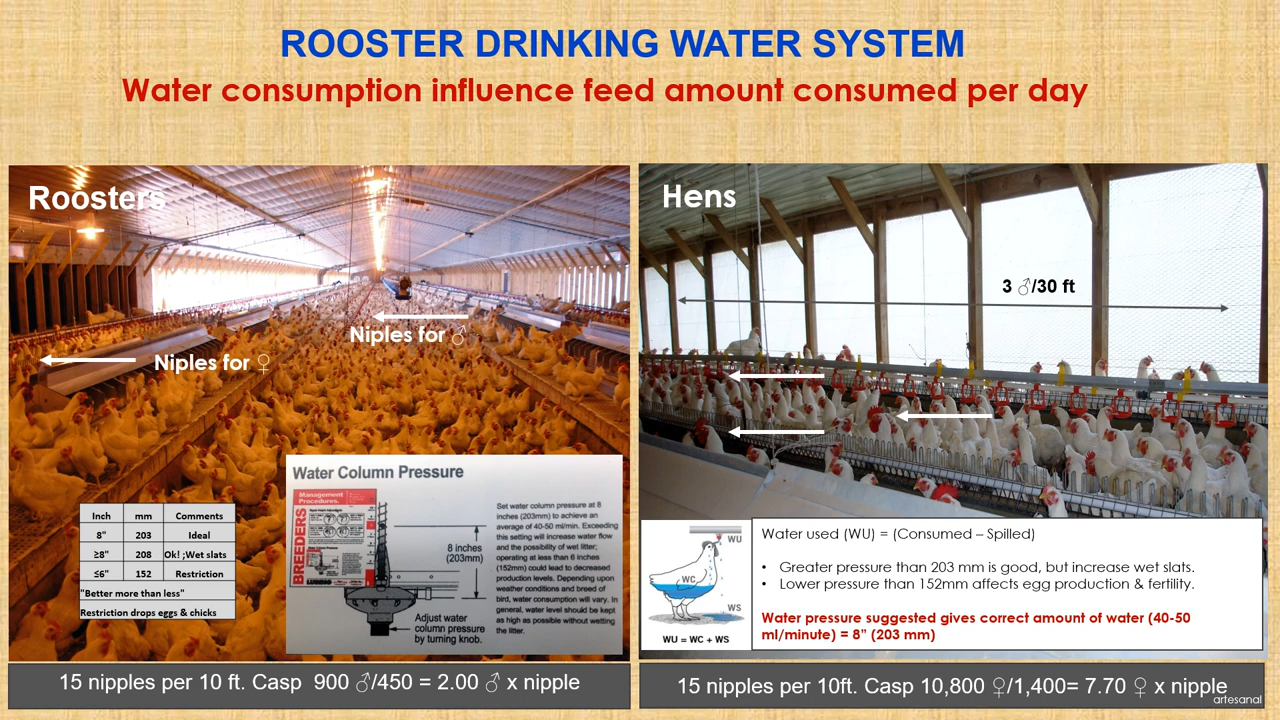 ROOSTER DRINKING WATER SYSTEM
Water consumption influence feed amount consumed per day
Roosters
Niples for ♂
Niples for ♀
Inch mm Comments
8" 203 Ideal
≥8" 208 Ok! ;Wet slats
≤6" 152 Restriction
"Better more than less"
Restriction drops eggs & chicks
Water Column Pressure
Management
Procedures.
BREEDERS
8 inches
(203mm)
Adjust water
column pressure
by turning knob.
Set water column pressure at 8
inches (203mm) to achieve an
average of 40-50 ml/min. Exceeding
this setting will increase water flow
and the possibility of wet litter;
operating at less than 6 inches
(152mm) could lead to decreased
production levels. Depending upon
weather conditions and breed of
bird, water consumption will vary. In
general, water level should be kept
as high as possible without wetting
the litter.
15 nipples per 10 ft. Casp 900 ♂/450 = 2.00 ♂ x nipple
Hens
3 ♂/30 ft
WU
WC
WS
WU = WC + WS
Water used (WU) = (Consumed – Spilled)
• Greater pressure than 203 mm is good, but increase wet slats.
• Lower pressure than 152mm affects egg production & fertility.
Water pressure suggested gives correct amount of water (40-50
ml/minute) = 8” (203 mm)
15 nipples per 10ft. Casp 10,800 ♀/1,400= 7.70 ♀ x nipple
artesanal